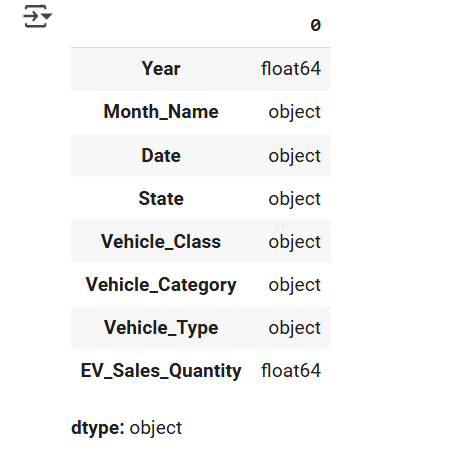 0
Year float64
Month_Name object
Date object
State object
Vehicle_Class object
Vehicle_Category object
Vehicle_Type object
EV_Sales_Quantity float64
dtype: object